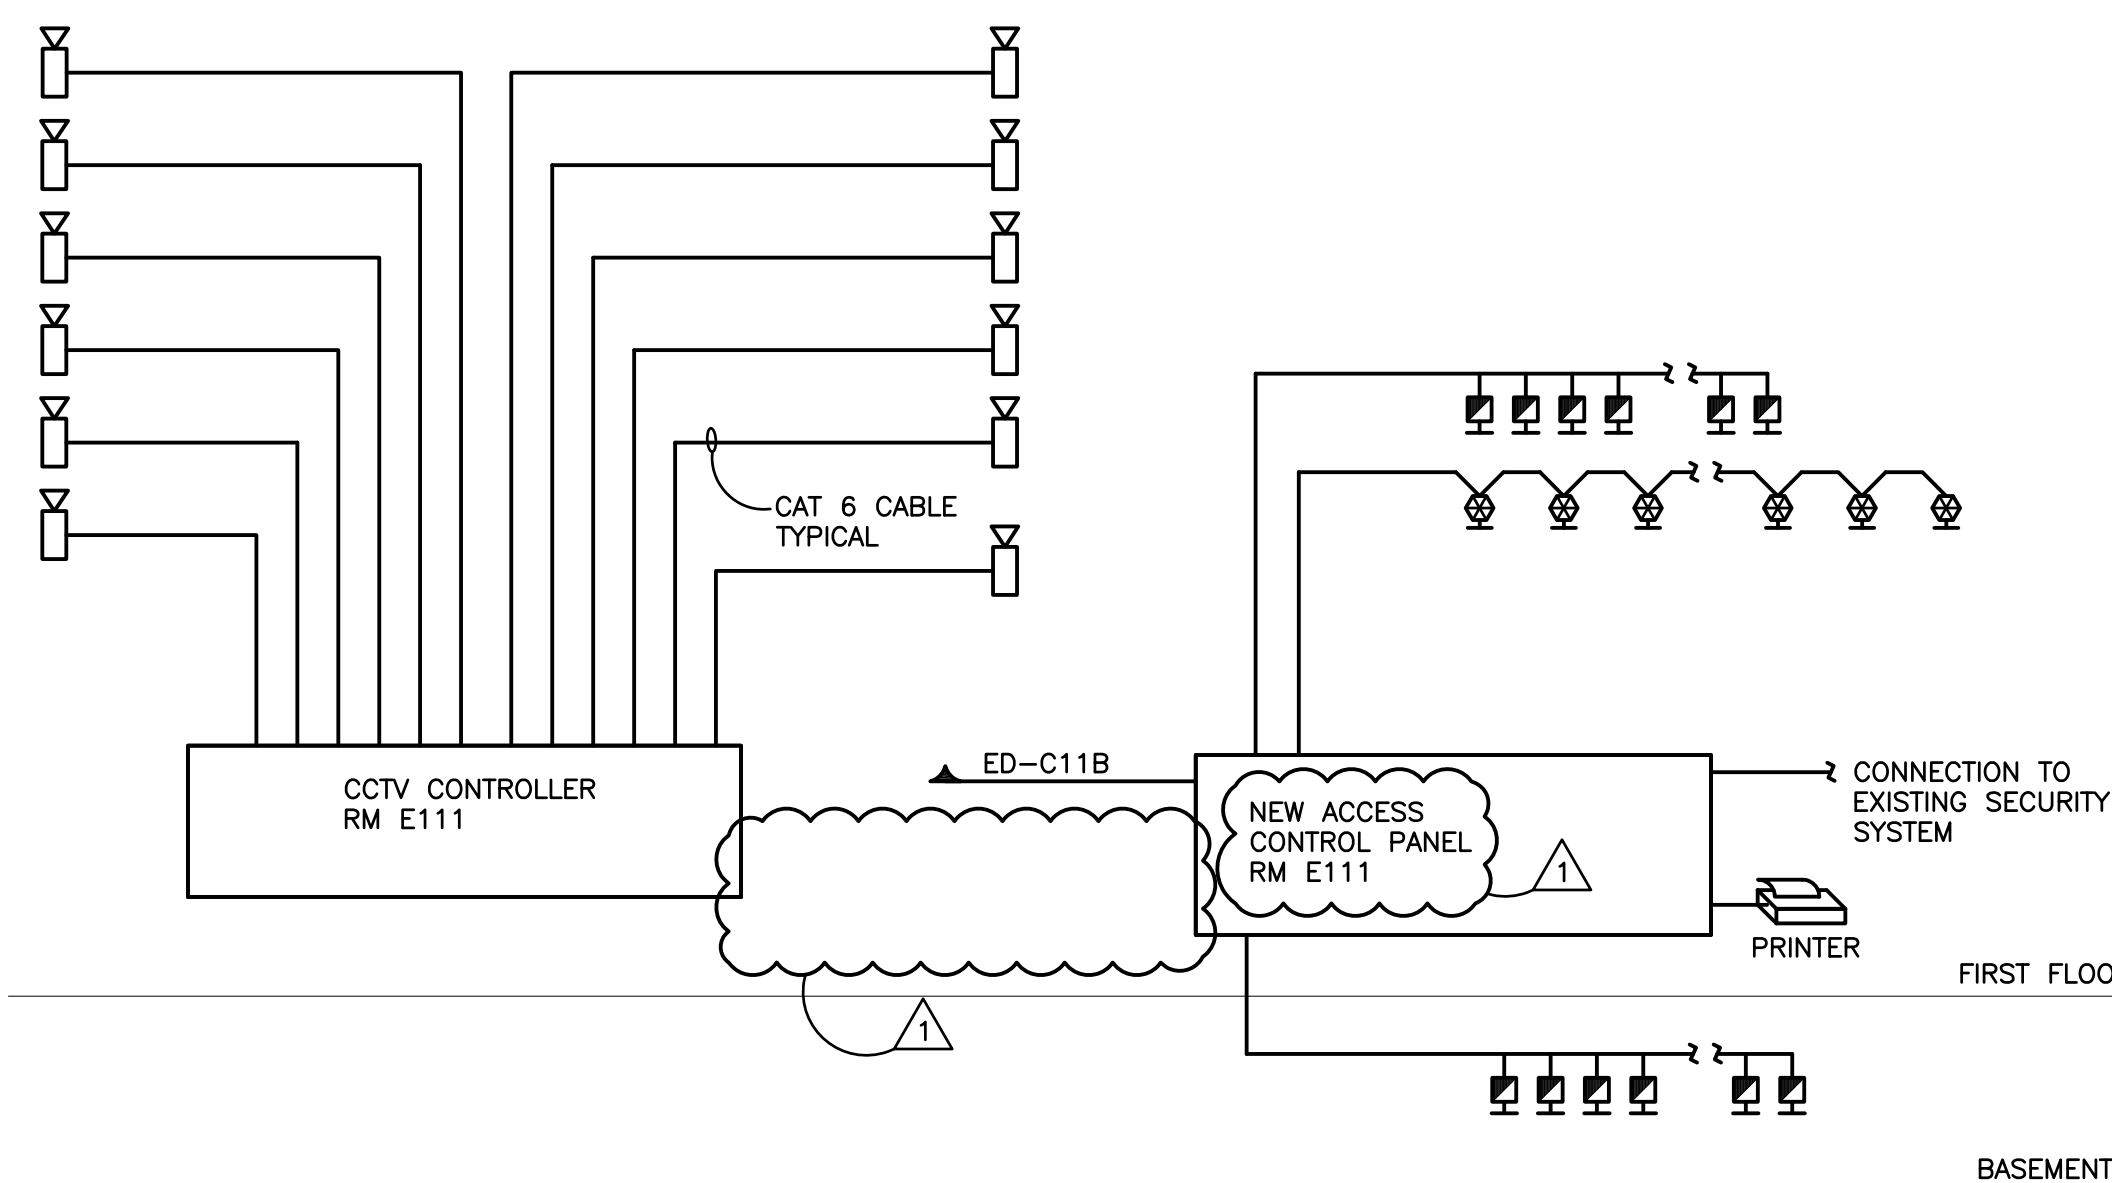 CAT 6 CABLE
TYPICAL
CCTV CONTROLLER
RM E111
ED-C11B
NEW ACCESS
CONTROL PANEL
RM E111
1
CONNECTION TO
EXISTING SECURITY
SYSTEM
PRINTER
FIRST FLOO
1
BASEMENT